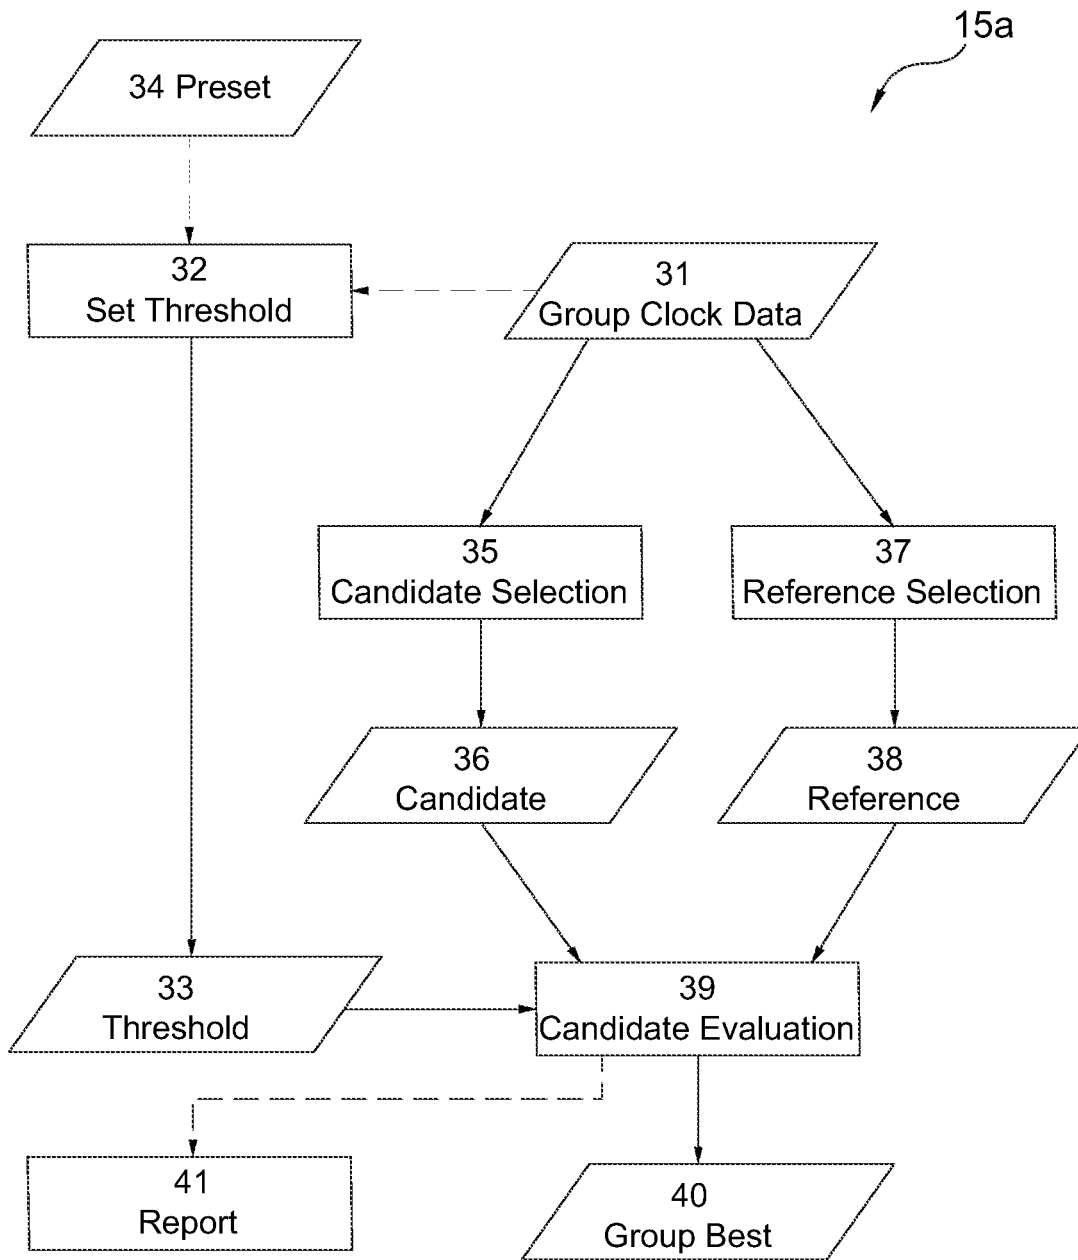 15a
34 Preset
32
Set Threshold
31
Group Clock Data
35
Candidate Selection
37
Reference Selection
36
Candidate
38
Reference
33
Threshold
39
Candidate Evaluation
41
Report
40
Group Best